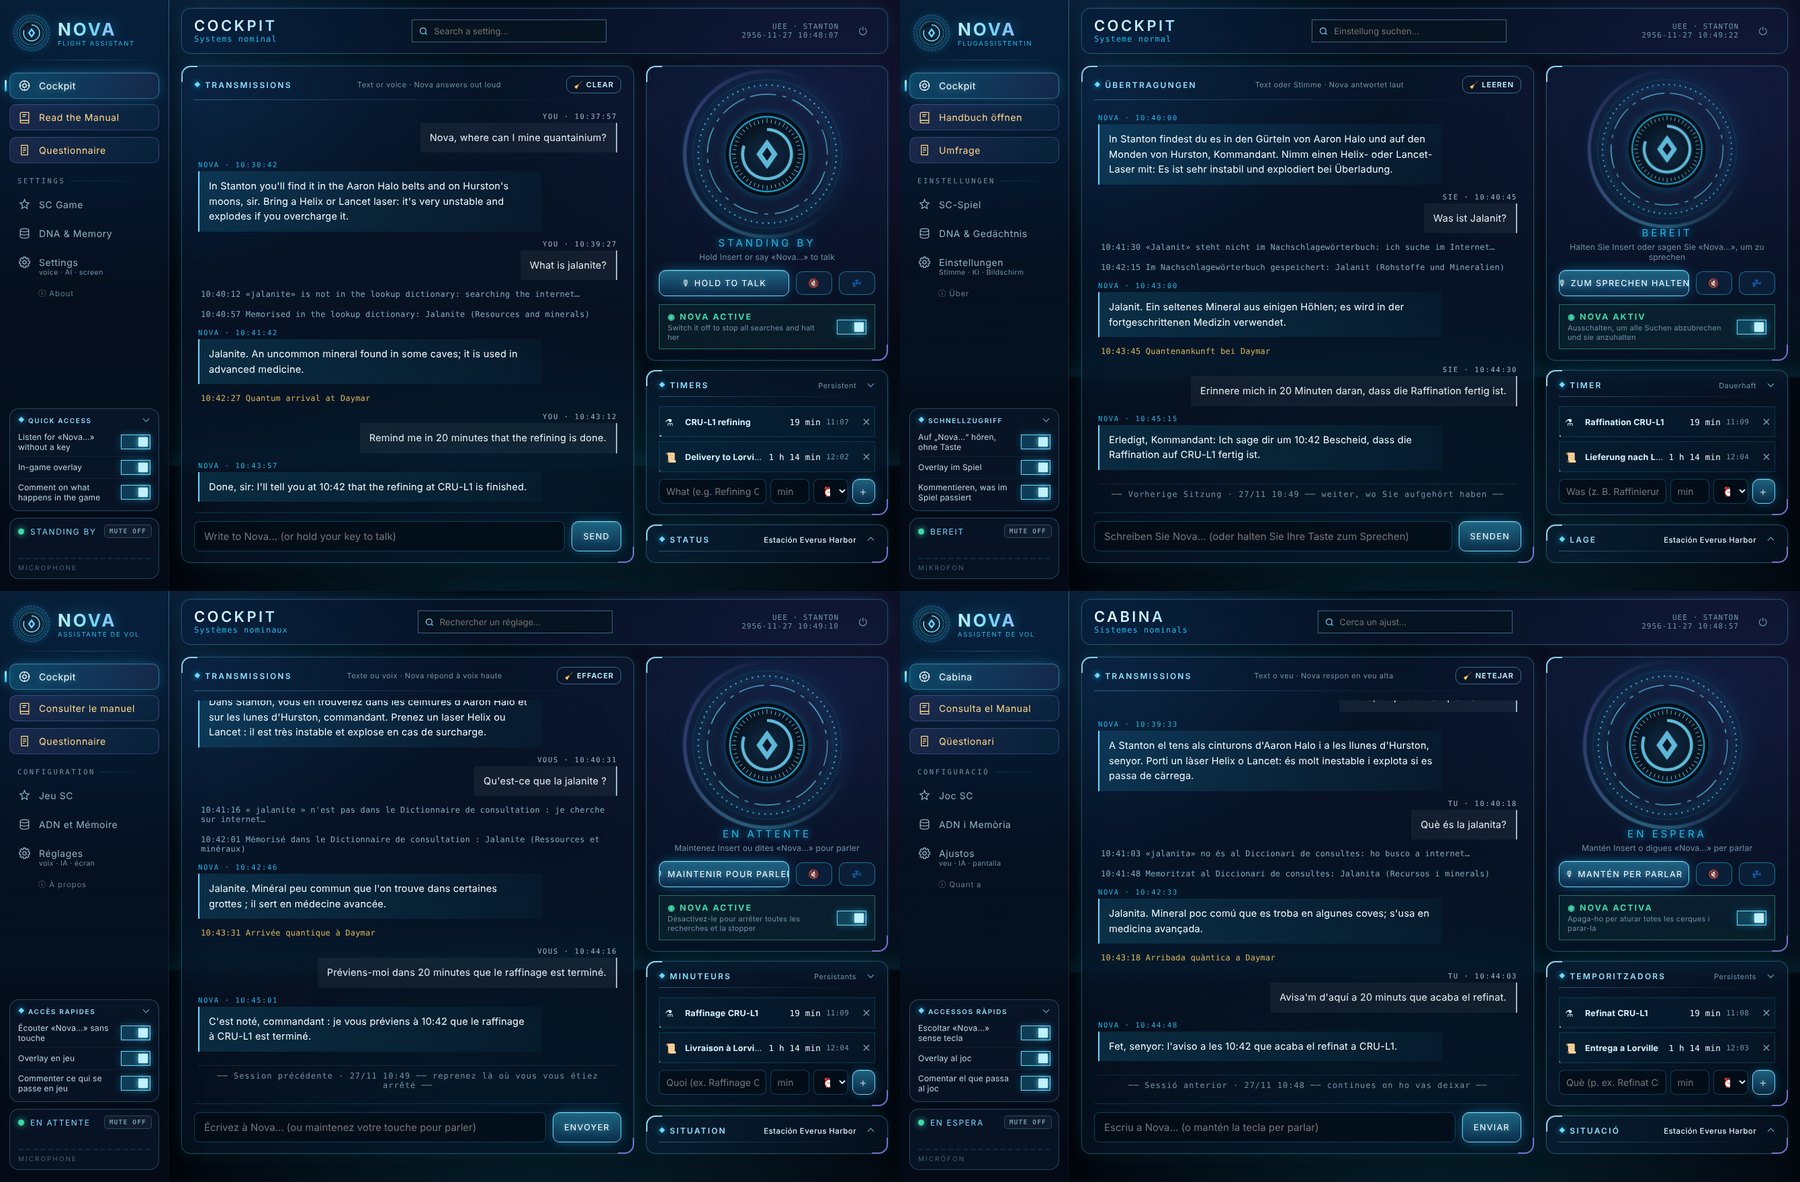 NOVA
FLIGHT ASSISTANT
Cockpit
Read the Manual
Questionnaire
SETTINGS
SC Game
DNA & Memory
Settings
voice · AI · screen
ⓘ About
QUICK ACCESS
Listen for «Nova...»
without a key
In-game overlay
Comment on what
happens in the game
STANDING BY
MUTE OFF
MICROPHONE
COCKPIT
Systems nominal
Search a setting...
UEE · STANTON
2956-11-27 10:48:07
TRANSMISSIONS
Text or voice · Nova answers out loud
CLEAR
YOU · 10:37:57
Nova, where can I mine quantainium?
NOVA · 10:38:42
In Stanton you'll find it in the Aaron Halo belts and on Hurston's
moons, sir. Bring a Helix or Lancet laser: it's very unstable and
explodes if you overcharge it.
YOU · 10:39:27
What is jalanite?
10:40:12 «jalanite» is not in the lookup dictionary: searching the internet…
10:40:57 Memorised in the lookup dictionary: Jalanite (Resources and minerals)
NOVA · 10:41:42
Jalanite. An uncommon mineral found in some caves; it is used in
advanced medicine.
10:42:27 Quantum arrival at Daymar
YOU · 10:43:12
Remind me in 20 minutes that the refining is done.
NOVA · 10:43:57
Done, sir: I'll tell you at 10:42 that the refining at CRU-L1 is finished.
Write to Nova... (or hold your key to talk)
SEND
STANDING BY
Hold Insert or say «Nova...» to talk
HOLD TO TALK
NOVA ACTIVE
Switch it off to stop all searches and halt
her
TIMERS
Persistent
CRU-L1 refining 19 min 11:07
Delivery to Lorvi... 1 h 14 min 12:02
What (e.g. Refining C
min
+
STATUS
Estación Everus Harbor
NOVA
FLUGASSISTENTIN
Cockpit
Handbuch öffnen
Umfrage
EINSTELLUNGEN
SC-Spiel
DNA & Gedächtnis
Einstellungen
Stimme · KI · Bildschirm
ⓘ Über
SCHNELLZUGRIFF
Auf „Nova...“ hören,
ohne Taste
Overlay im Spiel
Kommentieren, was im
Spiel passiert
BEREIT
MUTE OFF
MIKROFON
COCKPIT
Systeme normal
Einstellung suchen...
UEE · STANTON
2956-11-27 10:49:22
ÜBERTRAGUNGEN
Text oder Stimme · Nova antwortet laut
LEEREN
NOVA · 10:40:00
In Stanton findest du es in den Gürteln von Aaron Halo und auf den
Monden von Hurston, Kommandant. Nimm einen Helix- oder Lancet-
Laser mit: Es ist sehr instabil und explodiert bei Überladung.
SIE · 10:40:45
Was ist Jalanit?
10:41:30 «Jalanit» steht nicht im Nachschlagewörterbuch: ich suche im Internet…
10:42:15 Im Nachschlagewörterbuch gespeichert: Jalanit (Rohstoffe und Mineralien)
NOVA · 10:43:00
Jalanit. Ein seltenes Mineral aus einigen Höhlen; es wird in der
fortgeschrittenen Medizin verwendet.
10:43:45 Quantenankunft bei Daymar
SIE · 10:44:30
Erinnere mich in 20 Minuten daran, dass die Raffination fertig ist.
NOVA · 10:45:15
Erledigt, Kommandant: Ich sage dir um 10:42 Bescheid, dass die
Raffination auf CRU-L1 fertig ist.
—— Vorherige Sitzung · 27/11 10:49 —— weiter, wo Sie aufgehört haben ——
Schreiben Sie Nova... (oder halten Sie Ihre Taste zum Sprechen)
SENDEN
BEREIT
Halten Sie Insert oder sagen Sie «Nova...», um zu
sprechen
ZUM SPRECHEN HALTEN
NOVA AKTIV
Ausschalten, um alle Suchen abzubrechen
und sie anzuhalten
TIMER
Dauerhaft
Raffination CRU-L1 19 min 11:09
Lieferung nach L... 1 h 14 min 12:04
Was (z. B. Raffinierur
min
+
LAGE
Estación Everus Harbor
NOVA
ASSISTANTE DE VOL
Cockpit
Consulter le manuel
Questionnaire
CONFIGURATION
Jeu SC
ADN et Mémoire
Réglages
voix · IA · écran
ⓘ À propos
ACCÈS RAPIDES
Écouter «Nova...» sans
touche
Overlay en jeu
Commenter ce qui se
passe en jeu
EN ATTENTE
MUTE OFF
MICROPHONE
COCKPIT
Systèmes nominaux
Rechercher un réglage...
UEE · STANTON
2956-11-27 10:49:10
TRANSMISSIONS
Texte ou voix · Nova répond à voix haute
EFFACER
Dans Stanton, vous en trouverez dans les ceintures d'Aaron Halo et
sur les lunes d'Hurston, commandant. Prenez un laser Helix ou
Lancet : il est très instable et explose en cas de surcharge.
VOUS · 10:40:31
Qu'est-ce que la jalanite ?
10:41:16 « jalanite » n'est pas dans le Dictionnaire de consultation : je cherche
sur internet…
10:42:01 Mémorisé dans le Dictionnaire de consultation : Jalanite (Ressources et
minéraux)
NOVA · 10:42:46
Jalanite. Minéral peu commun que l'on trouve dans certaines
grottes ; il sert en médecine avancée.
10:43:31 Arrivée quantique à Daymar
VOUS · 10:44:16
Préviens-moi dans 20 minutes que le raffinage est terminé.
NOVA · 10:45:01
C'est noté, commandant : je vous préviens à 10:42 que le raffinage
à CRU-L1 est terminé.
—— Session précédente · 27/11 10:49 —— reprenez là où vous vous étiez
arrêté ——
Écrivez à Nova... (ou maintenez votre touche pour parler)
ENVOYER
EN ATTENTE
Maintenez Insert ou dites «Nova...» pour parler
MAINTENIR POUR PARLER
NOVA ACTIVE
Désactivez-le pour arrêter toutes les
recherches et la stopper
MINUTEURS
Persistants
Raffinage CRU-L1 19 min 11:09
Livraison à Lorvi... 1 h 14 min 12:04
Quoi (ex. Raffinage C
min
+
SITUATION
Estación Everus Harbor
NOVA
ASSISTENT DE VOL
Cabina
Consulta el Manual
Qüestionari
CONFIGURACIÓ
Joc SC
ADN i Memòria
Ajustos
veu · IA · pantalla
ⓘ Quant a
ACCESSOS RÀPIDS
Escoltar «Nova...»
sense tecla
Overlay al joc
Comentar el que passa
al joc
EN ESPERA
MUTE OFF
MICRÒFON
CABINA
Sistemes nominals
Cerca un ajust...
UEE · STANTON
2956-11-27 10:48:57
TRANSMISSIONS
Text o veu · Nova respon en veu alta
NETEJAR
NOVA · 10:39:33
A Stanton el tens als cinturons d'Aaron Halo i a les llunes d'Hurston,
senyor. Porti un làser Helix o Lancet: és molt inestable i explota si es
passa de càrrega.
TU · 10:40:18
Què és la jalanita?
10:41:03 «jalanita» no és al Diccionari de consultes: ho busco a internet…
10:41:48 Memoritzat al Diccionari de consultes: Jalanita (Recursos i minerals)
NOVA · 10:42:33
Jalanita. Mineral poc comú que es troba en algunes coves; s'usa en
medicina avançada.
10:43:18 Arribada quàntica a Daymar
TU · 10:44:03
Avisa'm d'aquí a 20 minuts que acaba el refinat.
NOVA · 10:44:48
Fet, senyor: l'aviso a les 10:42 que acaba el refinat a CRU-L1.
—— Sessió anterior · 27/11 10:48 —— continues on ho vas deixar ——
Escriu a Nova... (o mantén la tecla per parlar)
ENVIAR
EN ESPERA
Mantén Insert o digues «Nova...» per parlar
MANTÉN PER PARLAR
NOVA ACTIVA
Apaga-ho per aturar totes les cerques i
parar-la
TEMPORITZADORS
Persistents
Refinat CRU-L1 19 min 11:08
Entrega a Lorville 1 h 14 min 12:03
Què (p. ex. Refinat C
min
+
SITUACIÓ
Estación Everus Harbor